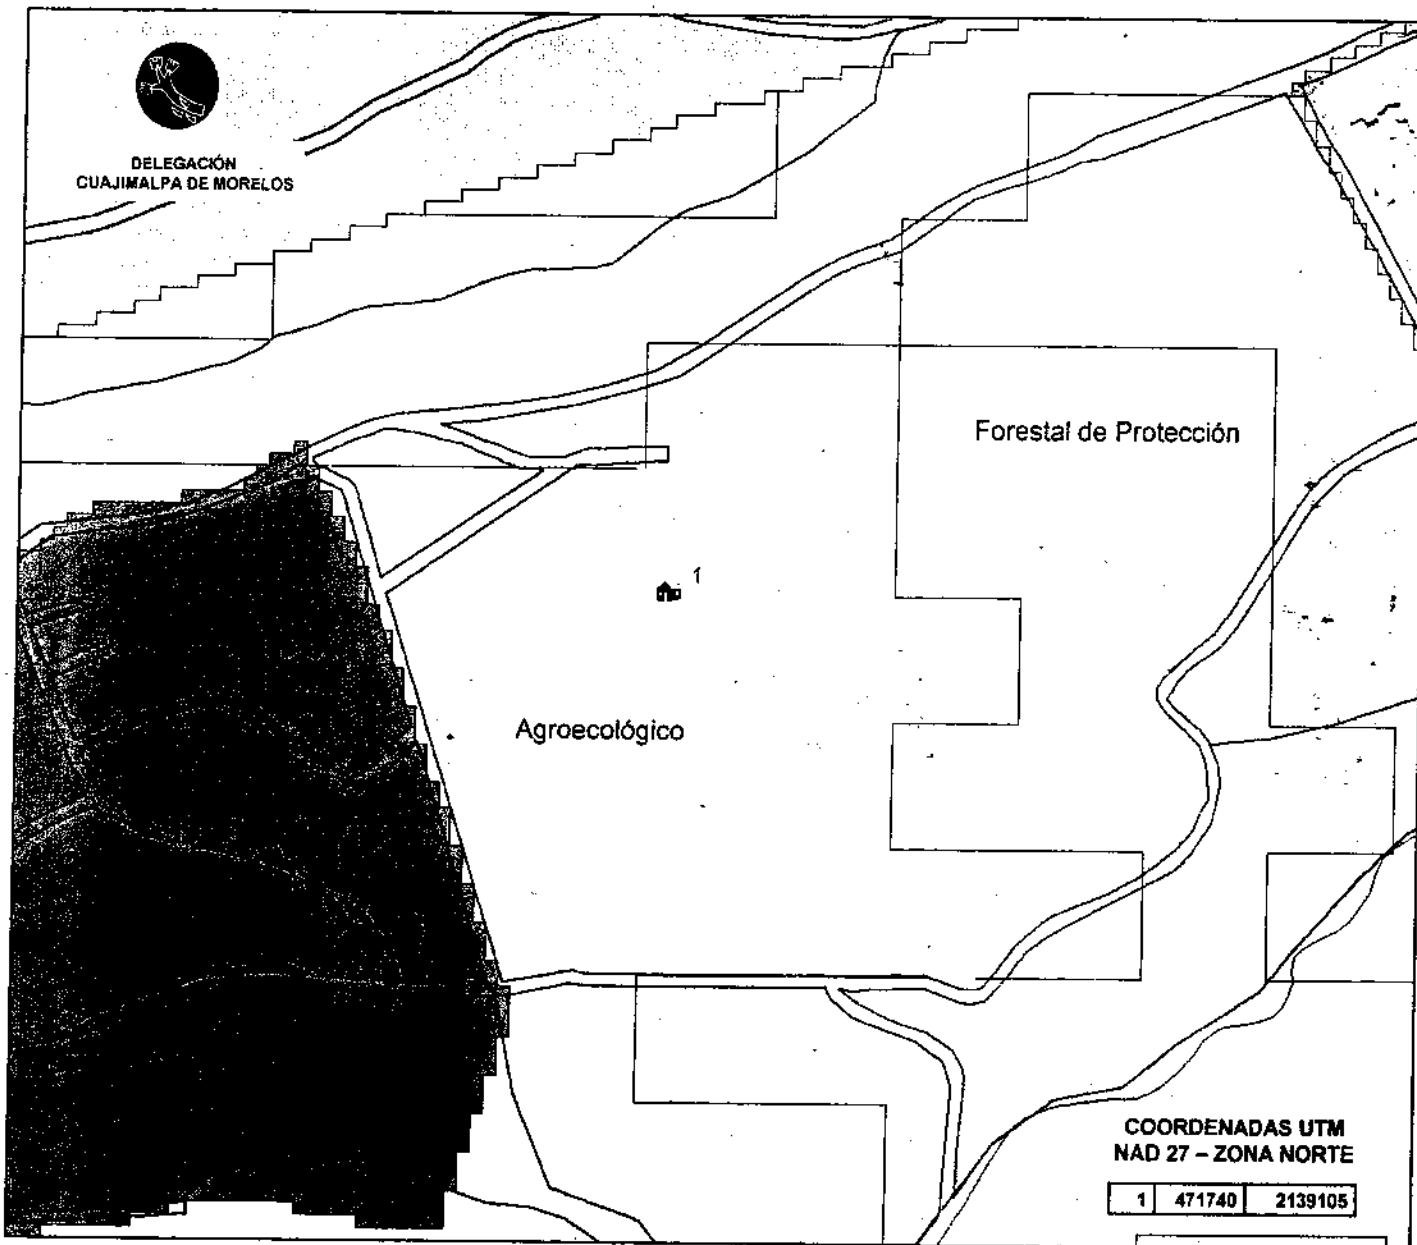 DELEGACIÓN
CUAJIMALPA DE MORELOS
Forestal de Protección
1
Agroecológico
COORDENADAS UTM
NAD 27 – ZONA NORTE
1 471740 2139105